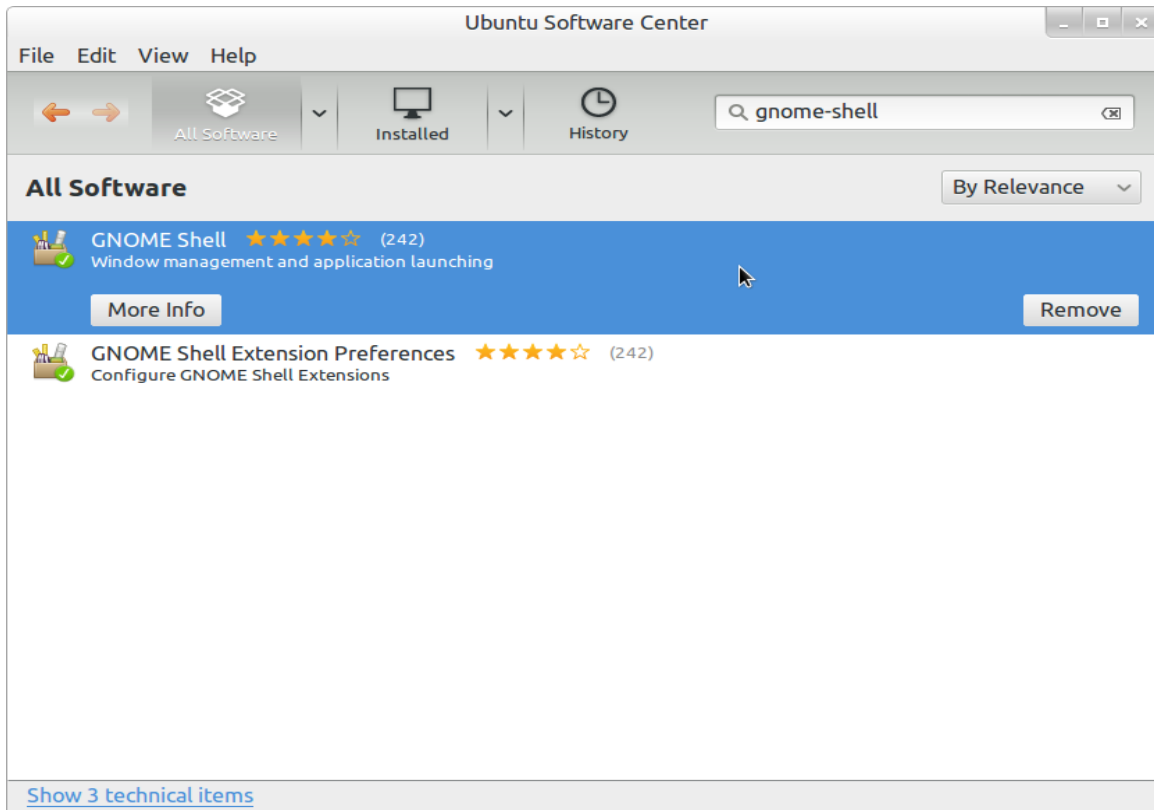 Ubuntu Software Center
File Edit View Help
All Software
Installed
History
gnome-shell
All Software
By Relevance
GNOME Shell (242)
Window management and application launching
More Info
Remove
GNOME Shell Extension Preferences (242)
Configure GNOME Shell Extensions
Show 3 technical items